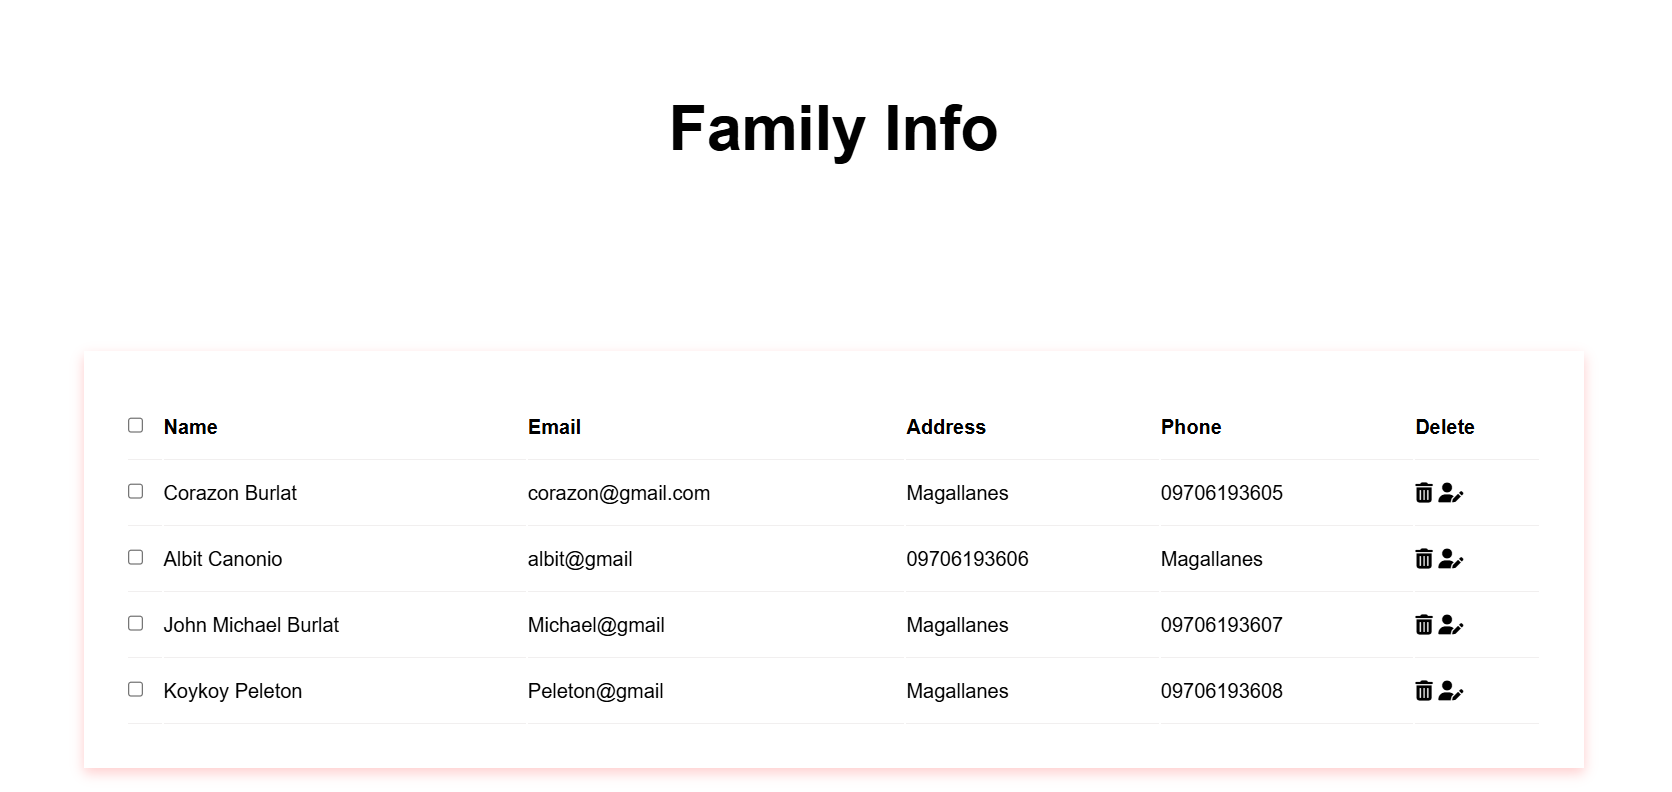 Family Info
Name Email Address Phone Delete
Corazon Burlat corazon@gmail.com Magallanes 09706193605
Albit Canonio albit@gmail 09706193606 Magallanes
John Michael Burlat Michael@gmail Magallanes 09706193607
Koykoy Peleton Peleton@gmail Magallanes 09706193608